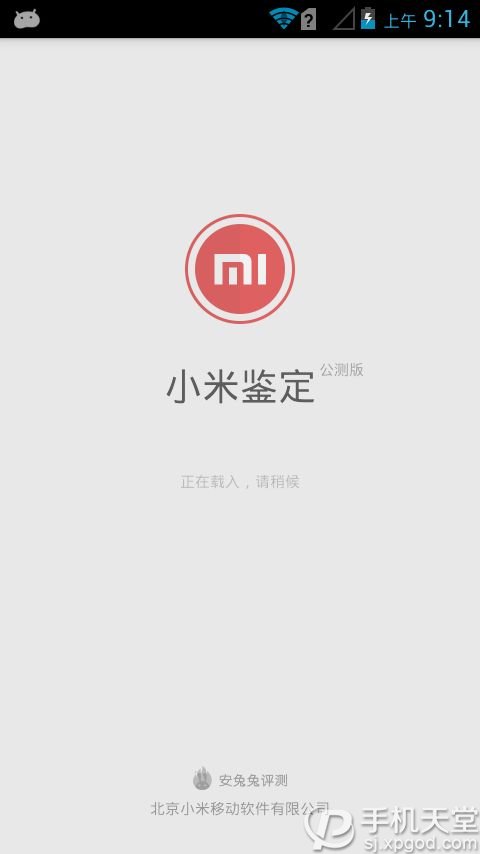 上午 9:14
mi
小米鉴定 公测版
正在载入，请稍候
安兔兔评测
北京小米移动软件有限公司
手机天堂
sj.xpgod.com